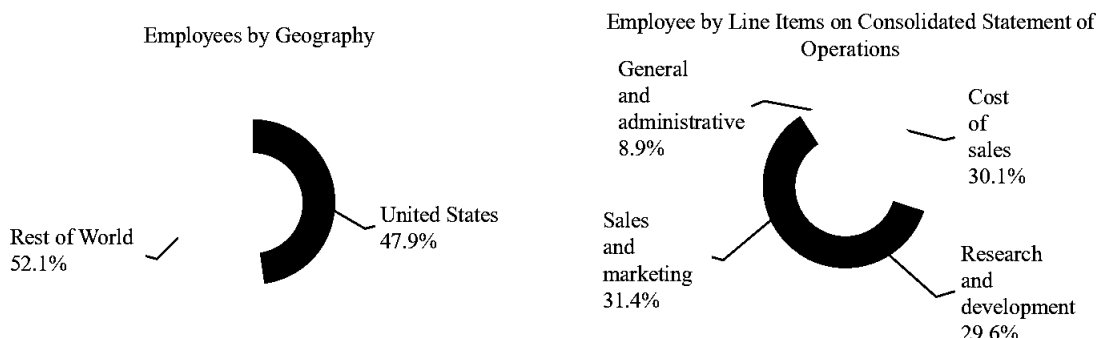 Employees by Geography
Rest of World
52.1%
United States
47.9%
Employee by Line Items on Consolidated Statement of
Operations
General
and
administrative
8.9%
Cost
of
sales
30.1%
Sales
and
marketing
31.4%
Research
and
development
29.6%